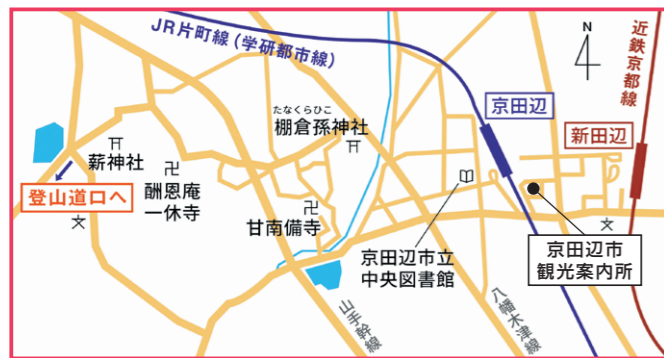 JR片町線(学研都市線)
N
近鉄京都線
京田辺
新田辺
たなくらひこ
棚倉孫神社
薪神社
酬恩庵
一休寺
登山道口へ
甘南備寺
京田辺市立
中央図書館
京田辺市
観光案内所
山手幹線
八幡木津線